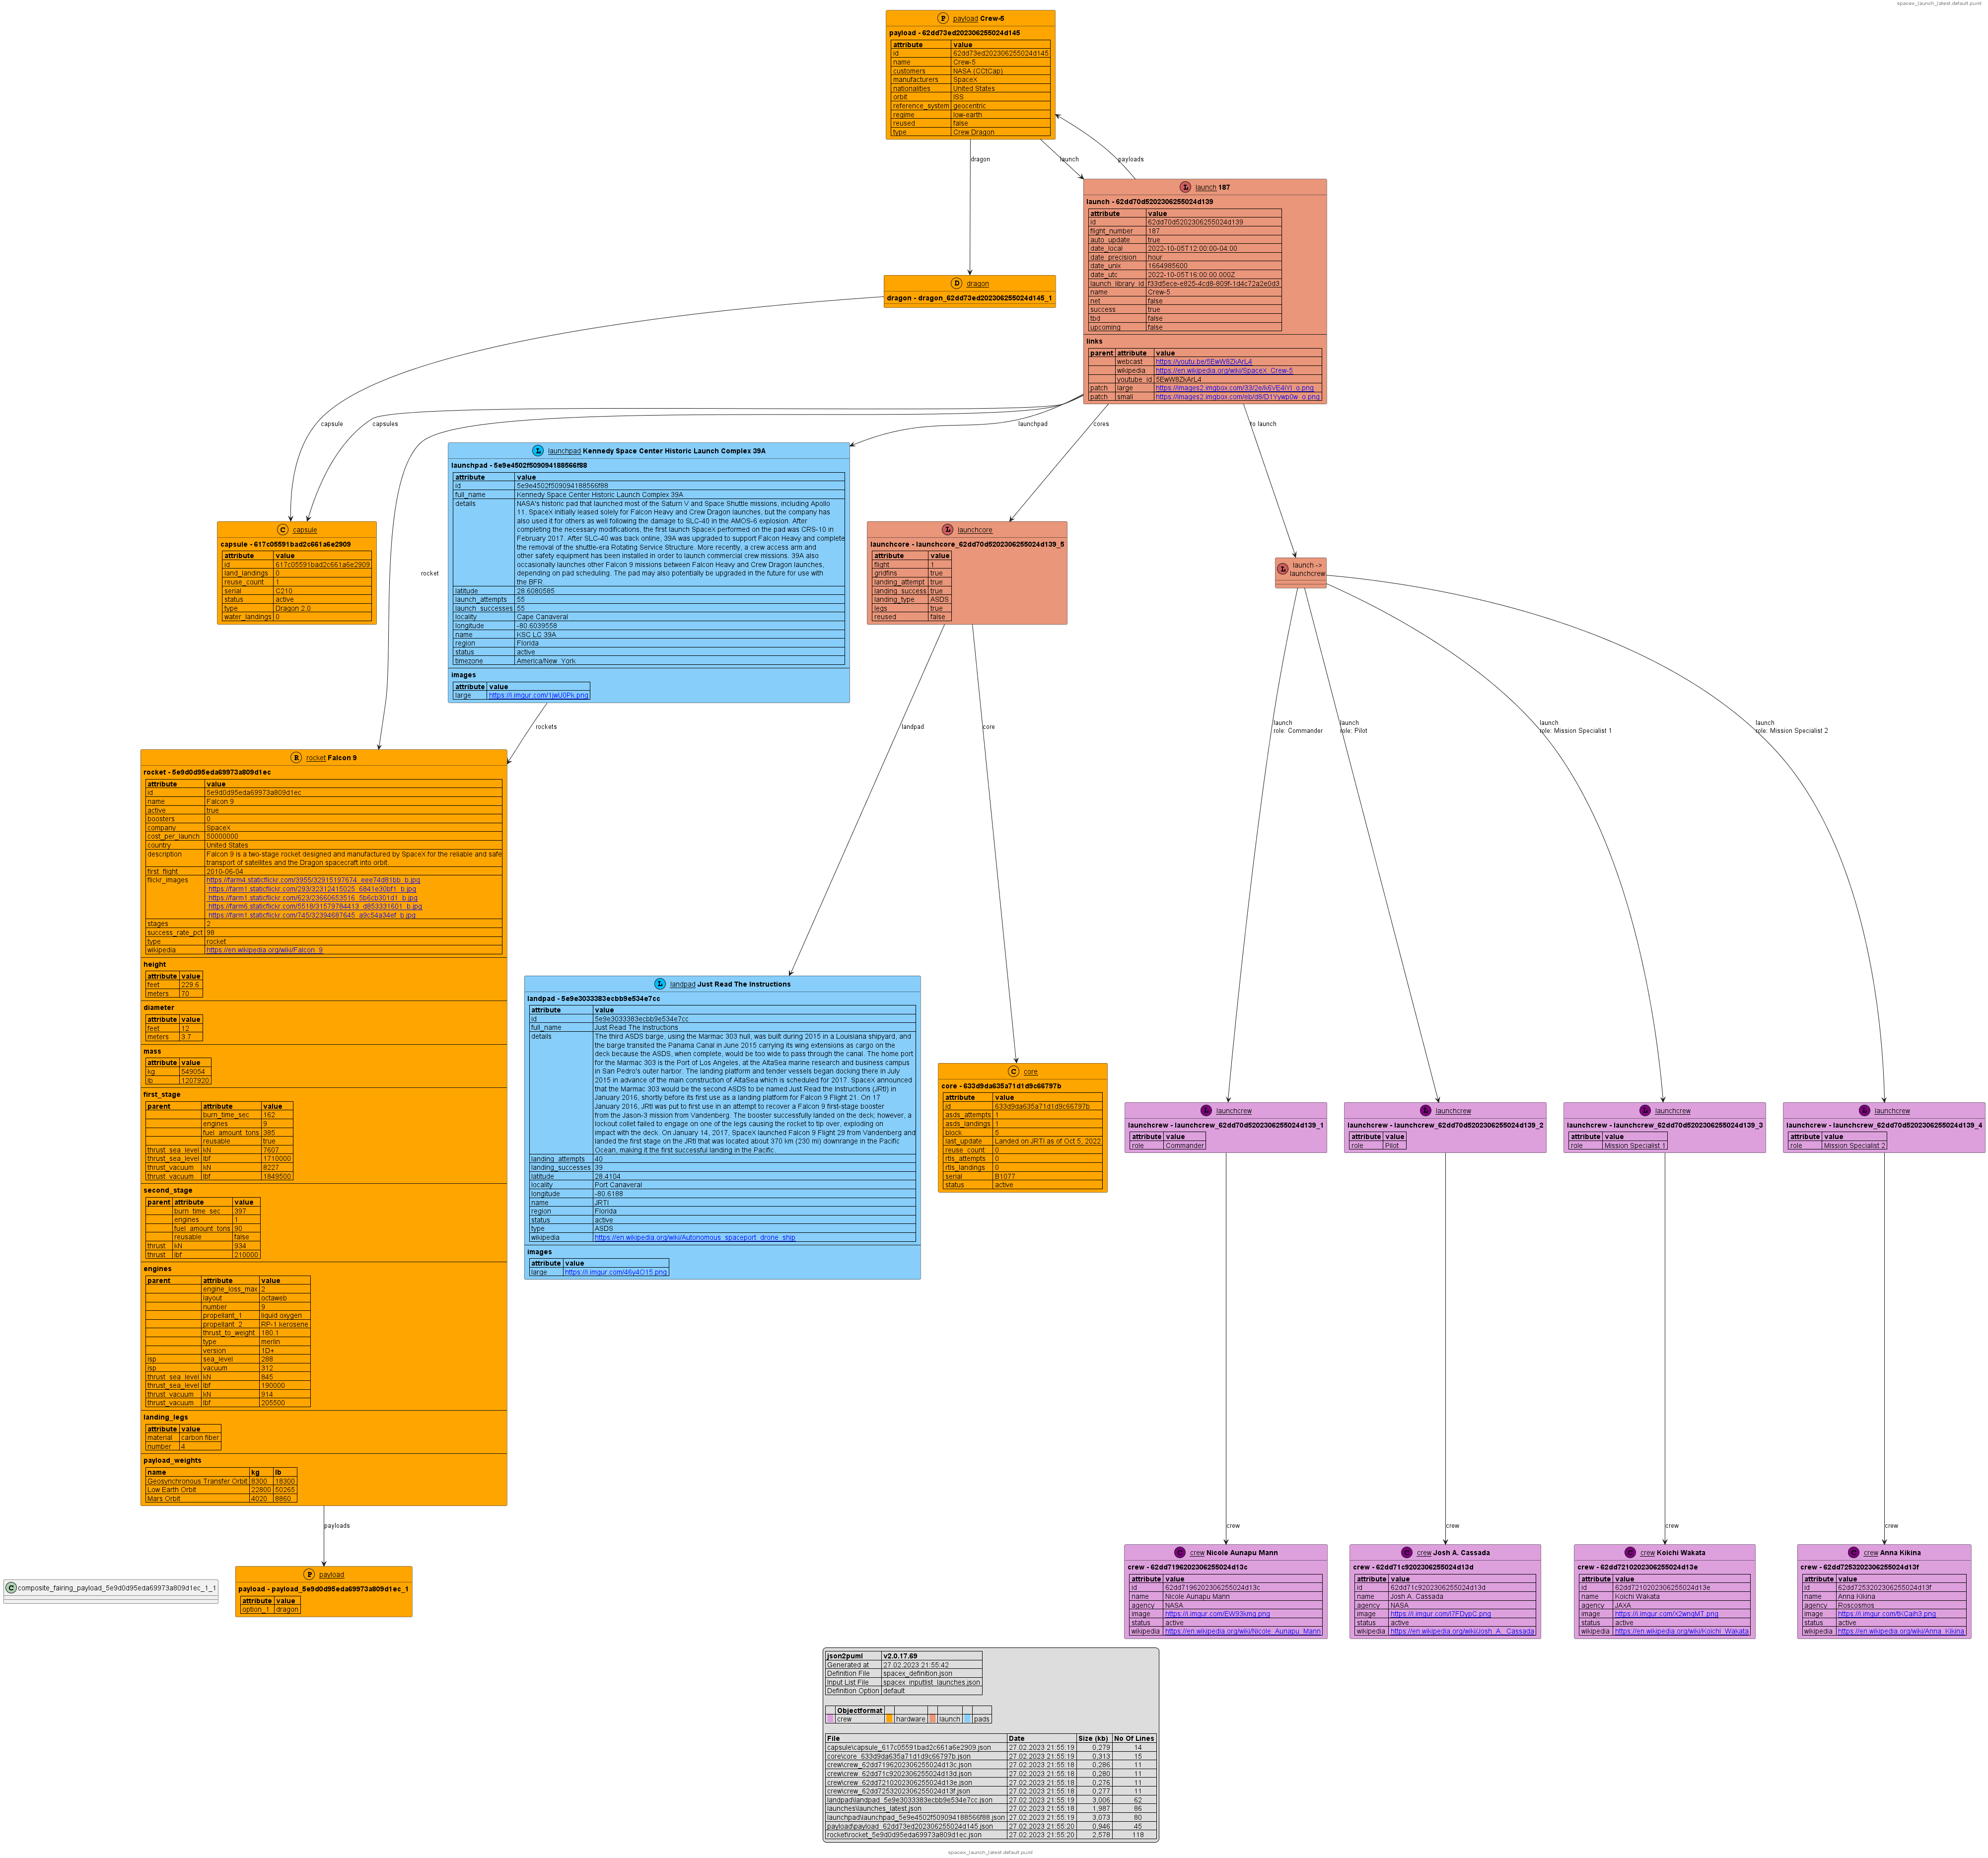 spacex_launch_latest.default.puml
P payload Crew-5
payload - 62dd73ed202306255024d145
attribute value
id 62dd73ed202306255024d145
name Crew-5
customers NASA (CCtCap)
manufacturers SpaceX
nationalities United States
orbit ISS
reference_system geocentric
regime low-earth
reused false
type Crew Dragon
dragon
launch
payloads
L launch 187
launch - 62dd70d5202306255024d139
attribute value
id 62dd70d5202306255024d139
flight_number 187
auto_update true
date_local 2022-10-05T12:00:00-04:00
date_precision hour
date_unix 1664985600
date_utc 2022-10-05T16:00:00.000Z
launch_library_id f33d5ece-e825-4cd8-809f-1d4c72a2e0d3
name Crew-5
net false
success true
tbd false
upcoming false
links
parent attribute value
webcast https://youtu.be/5EwW8ZkArL4
wikipedia https://en.wikipedia.org/wiki/SpaceX_Crew-5
youtube_id 5EwW8ZkArL4
patch large https://images2.imgbox.com/33/2e/k6VE4iYl_o.png
patch small https://images2.imgbox.com/eb/d8/D1Yywp0w_o.png
D dragon
dragon - dragon_62dd73ed202306255024d145_1
capsule
capsules
rocket
launchpad
cores
to launch
C capsule
capsule - 617c05591bad2c661a6e2909
attribute value
id 617c05591bad2c661a6e2909
land_landings 0
reuse_count 1
serial C210
status active
type Dragon 2.0
water_landings 0
L launchpad Kennedy Space Center Historic Launch Complex 39A
launchpad - 5e9e4502f509094188566f88
attribute value
id 5e9e4502f509094188566f88
full_name Kennedy Space Center Historic Launch Complex 39A
details NASA's historic pad that launched most of the Saturn V and Space Shuttle missions, including Apollo
11. SpaceX initially leased solely for Falcon Heavy and Crew Dragon launches, but the company has
also used it for others as well following the damage to SLC-40 in the AMOS-6 explosion. After
completing the necessary modifications, the first launch SpaceX performed on the pad was CRS-10 in
February 2017. After SLC-40 was back online, 39A was upgraded to support Falcon Heavy and complete
the removal of the shuttle-era Rotating Service Structure. More recently, a crew access arm and
other safety equipment has been installed in order to launch commercial crew missions. 39A also
occasionally launches other Falcon 9 missions between Falcon Heavy and Crew Dragon launches,
depending on pad scheduling. The pad may also potentially be upgraded in the future for use with
the BFR.
latitude 28.6080585
launch_attempts 55
launch_successes 55
locality Cape Canaveral
longitude -80.6039558
name KSC LC 39A
region Florida
status active
timezone America/New_York
images
attribute value
large https://i.imgur.com/1jwU0Pk.png
rockets
L launchcore
launchcore - launchcore_62dd70d5202306255024d139_5
attribute value
flight 1
gridfins true
landing_attempt true
landing_success true
landing_type ASDS
legs true
reused false
landpad
core
L launch ->
launchcrew
launch
role: Commander
launch
role: Pilot
launch
role: Mission Specialist 1
launch
role: Mission Specialist 2
R rocket Falcon 9
rocket - 5e9d0d95eda69973a809d1ec
attribute value
id 5e9d0d95eda69973a809d1ec
name Falcon 9
active true
boosters 0
company SpaceX
cost_per_launch 50000000
country United States
description Falcon 9 is a two-stage rocket designed and manufactured by SpaceX for the reliable and safe
transport of satellites and the Dragon spacecraft into orbit.
first_flight 2010-06-04
flickr_images https://farm4.staticflickr.com/3955/32915197674_eee74d81bb_b.jpg
https://farm1.staticflickr.com/293/32312415025_6841e30bf1_b.jpg
https://farm1.staticflickr.com/623/23660653516_5b6cb301d1_b.jpg
https://farm6.staticflickr.com/5518/31579784413_d853331601_b.jpg
https://farm1.staticflickr.com/745/32394687645_a9c54a34ef_b.jpg
stages 2
success_rate_pct 98
type rocket
wikipedia https://en.wikipedia.org/wiki/Falcon_9
height
attribute value
feet 229.6
meters 70
diameter
attribute value
feet 12
meters 3.7
mass
attribute value
kg 549054
lb 1207920
first_stage
parent attribute value
burn_time_sec 162
engines 9
fuel_amount_tons 385
reusable true
thrust_sea_level kN 7607
thrust_sea_level lbf 1710000
thrust_vacuum kN 8227
thrust_vacuum lbf 1849500
second_stage
parent attribute value
burn_time_sec 397
engines 1
fuel_amount_tons 90
reusable false
thrust kN 934
thrust lbf 210000
engines
parent attribute value
engine_loss_max 2
layout octaweb
number 9
propellant_1 liquid oxygen
propellant_2 RP-1 kerosene
thrust_to_weight 180.1
type merlin
version 1D+
isp sea_level 288
isp vacuum 312
thrust_sea_level kN 845
thrust_sea_level lbf 190000
thrust_vacuum kN 914
thrust_vacuum lbf 205500
landing_legs
attribute value
material carbon fiber
number 4
payload_weights
name kg lb
Geosynchronous Transfer Orbit 8300 18300
Low Earth Orbit 22800 50265
Mars Orbit 4020 8860
payloads
L landpad Just Read The Instructions
landpad - 5e9e3033383ecbb9e534e7cc
attribute value
id 5e9e3033383ecbb9e534e7cc
full_name Just Read The Instructions
details The third ASDS barge, using the Marmac 303 hull, was built during 2015 in a Louisiana shipyard, and
the barge transited the Panama Canal in June 2015 carrying its wing extensions as cargo on the
deck because the ASDS, when complete, would be too wide to pass through the canal. The home port
for the Marmac 303 is the Port of Los Angeles, at the AltaSea marine research and business campus
in San Pedro's outer harbor. The landing platform and tender vessels began docking there in July
2015 in advance of the main construction of AltaSea which is scheduled for 2017. SpaceX announced
that the Marmac 303 would be the second ASDS to be named Just Read the Instructions (JRtI) in
January 2016, shortly before its first use as a landing platform for Falcon 9 Flight 21. On 17
January 2016, JRtI was put to first use in an attempt to recover a Falcon 9 first-stage booster
from the Jason-3 mission from Vandenberg. The booster successfully landed on the deck; however, a
lockout collet failed to engage on one of the legs causing the rocket to tip over, exploding on
impact with the deck. On January 14, 2017, SpaceX launched Falcon 9 Flight 29 from Vandenberg and
landed the first stage on the JRtI that was located about 370 km (230 mi) downrange in the Pacific
Ocean, making it the first successful landing in the Pacific.
landing_attempts 40
landing_successes 39
latitude 28.4104
locality Port Canaveral
longitude -80.6188
name JRTI
region Florida
status active
type ASDS
wikipedia https://en.wikipedia.org/wiki/Autonomous_spaceport_drone_ship
images
attribute value
large https://i.imgur.com/46y4O15.png
C core
core - 633d9da635a71d1d9c66797b
attribute value
id 633d9da635a71d1d9c66797b
asds_attempts 1
asds_landings 1
block 5
last_update Landed on JRTI as of Oct 5, 2022
reuse_count 0
rtls_attempts 0
rtls_landings 0
serial B1077
status active
L launchcrew
launchcrew - launchcrew_62dd70d5202306255024d139_1
attribute value
role Commander
L launchcrew
launchcrew - launchcrew_62dd70d5202306255024d139_2
attribute value
role Pilot
L launchcrew
launchcrew - launchcrew_62dd70d5202306255024d139_3
attribute value
role Mission Specialist 1
L launchcrew
launchcrew - launchcrew_62dd70d5202306255024d139_4
attribute value
role Mission Specialist 2
crew
crew
crew
crew
C composite_fairing_payload_5e9d0d95eda69973a809d1ec_1_1
P payload
payload - payload_5e9d0d95eda69973a809d1ec_1
attribute value
option_1 dragon
C crew Nicole Aunapu Mann
crew - 62dd7196202306255024d13c
attribute value
id 62dd7196202306255024d13c
name Nicole Aunapu Mann
agency NASA
image https://i.imgur.com/EW93kmg.png
status active
wikipedia https://en.wikipedia.org/wiki/Nicole_Aunapu_Mann
C crew Josh A. Cassada
crew - 62dd71c9202306255024d13d
attribute value
id 62dd71c9202306255024d13d
name Josh A. Cassada
agency NASA
image https://i.imgur.com/l7FDypC.png
status active
wikipedia https://en.wikipedia.org/wiki/Josh_A._Cassada
C crew Koichi Wakata
crew - 62dd7210202306255024d13e
attribute value
id 62dd7210202306255024d13e
name Koichi Wakata
agency JAXA
image https://i.imgur.com/X2wnqMT.png
status active
wikipedia https://en.wikipedia.org/wiki/Koichi_Wakata
C crew Anna Kikina
crew - 62dd7253202306255024d13f
attribute value
id 62dd7253202306255024d13f
name Anna Kikina
agency Roscosmos
image https://i.imgur.com/tKCaih3.png
status active
wikipedia https://en.wikipedia.org/wiki/Anna_Kikina
json2puml v2.0.17.69
Generated at 27.02.2023 21:55:42
Definition File spacex_definition.json
Input List File spacex_inputlist_launches.json
Definition Option default
Objectformat
crew hardware launch pads
File Date Size (kb) No Of Lines
capsule\capsule_617c05591bad2c661a6e2909.json 27.02.2023 21:55:19 0,279 14
core\core_633d9da635a71d1d9c66797b.json 27.02.2023 21:55:19 0,313 15
crew\crew_62dd7196202306255024d13c.json 27.02.2023 21:55:18 0,286 11
crew\crew_62dd71c9202306255024d13d.json 27.02.2023 21:55:18 0,280 11
crew\crew_62dd7210202306255024d13e.json 27.02.2023 21:55:18 0,276 11
crew\crew_62dd7253202306255024d13f.json 27.02.2023 21:55:18 0,277 11
landpad\landpad_5e9e3033383ecbb9e534e7cc.json 27.02.2023 21:55:19 3,006 62
launches\launches_latest.json 27.02.2023 21:55:18 1,987 86
launchpad\launchpad_5e9e4502f509094188566f88.json 27.02.2023 21:55:19 3,073 80
payload\payload_62dd73ed202306255024d145.json 27.02.2023 21:55:20 0,946 45
rocket\rocket_5e9d0d95eda69973a809d1ec.json 27.02.2023 21:55:20 2,578 118
spacex_launch_latest.default.puml